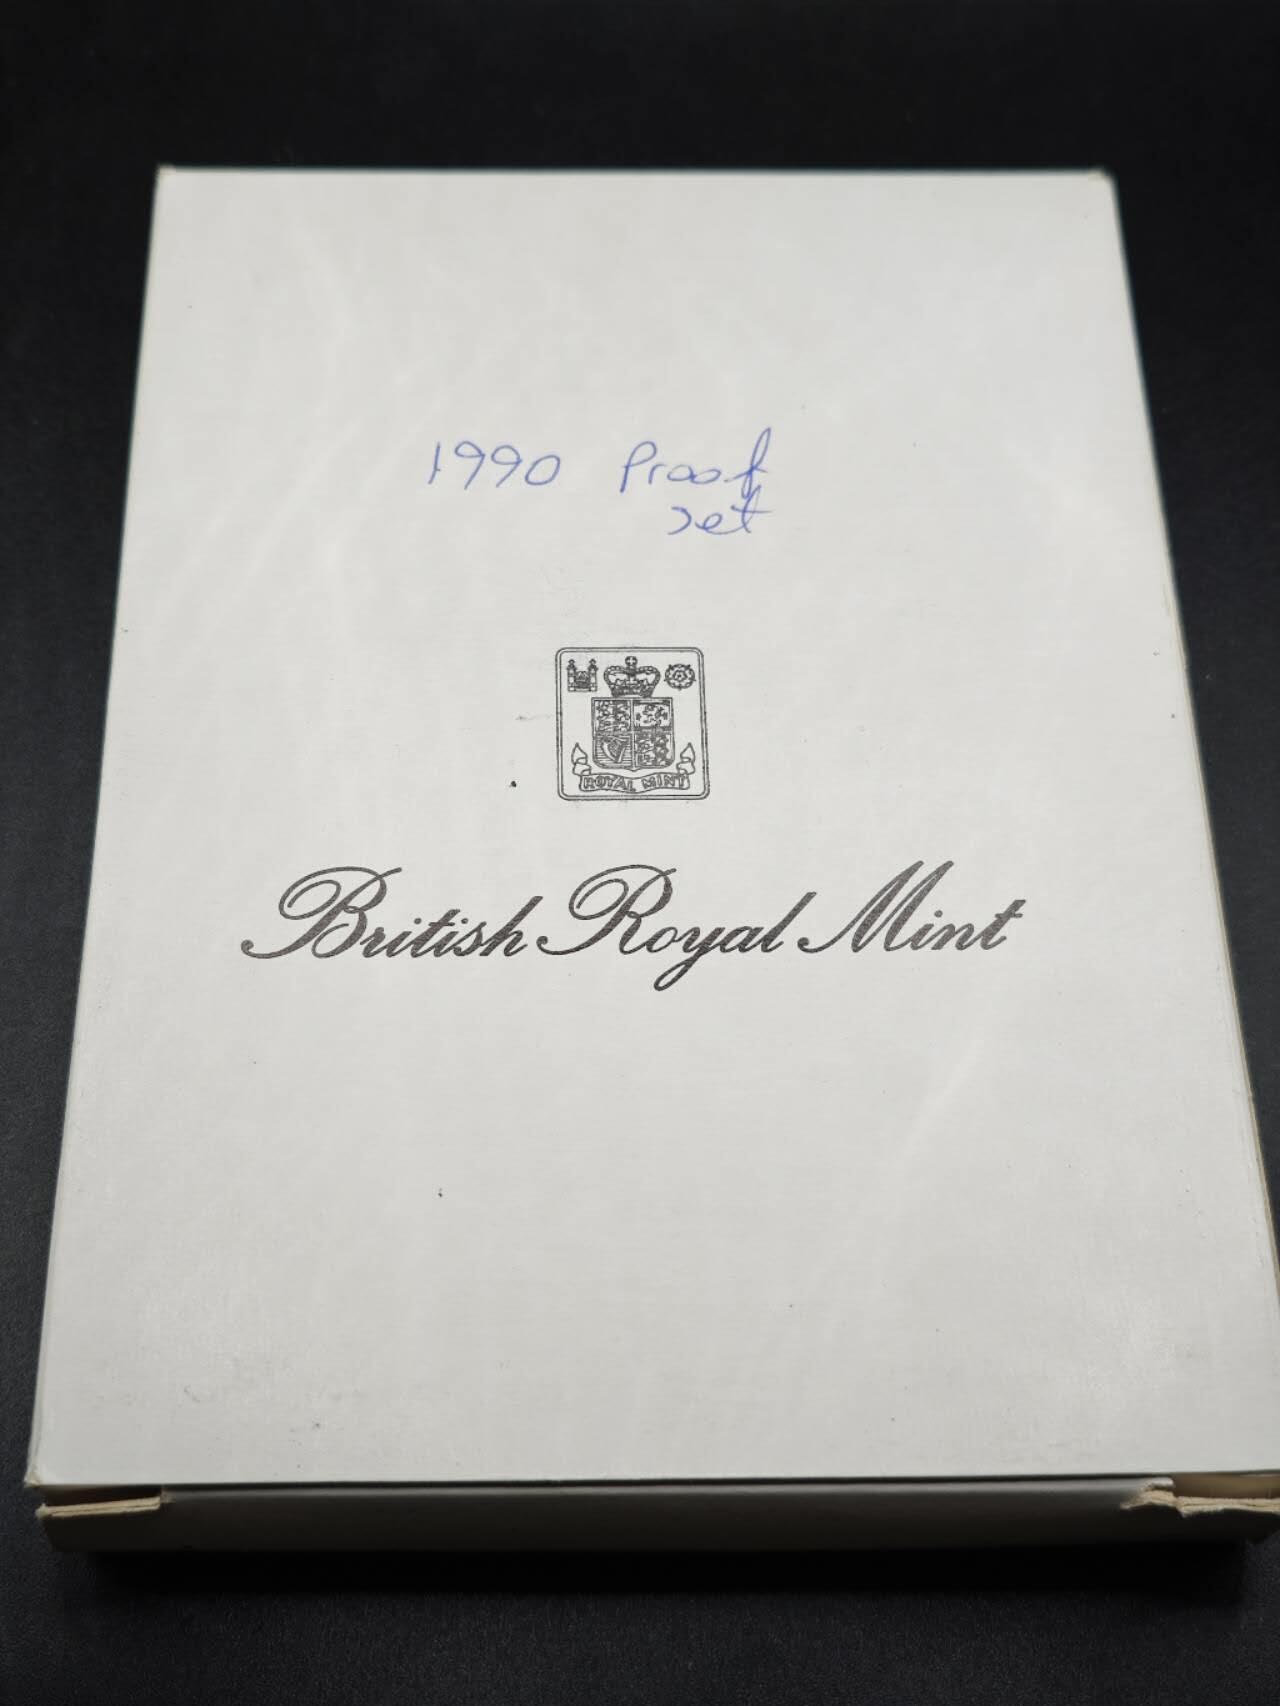 1990 Proof
set
ROYAL MINT
British Royal Mint